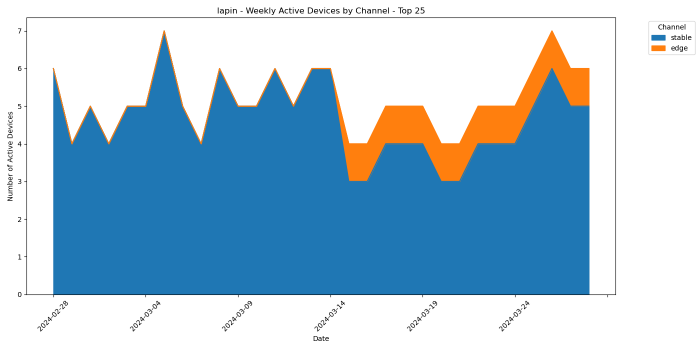 lapin - Weekly Active Devices by Channel - Top 25
Channel
stable
edge
Number of Active Devices
7
6
5
4
3
2
1
0
2024-02-28
2024-03-04
2024-03-09
2024-03-14
2024-03-19
2024-03-24
Date